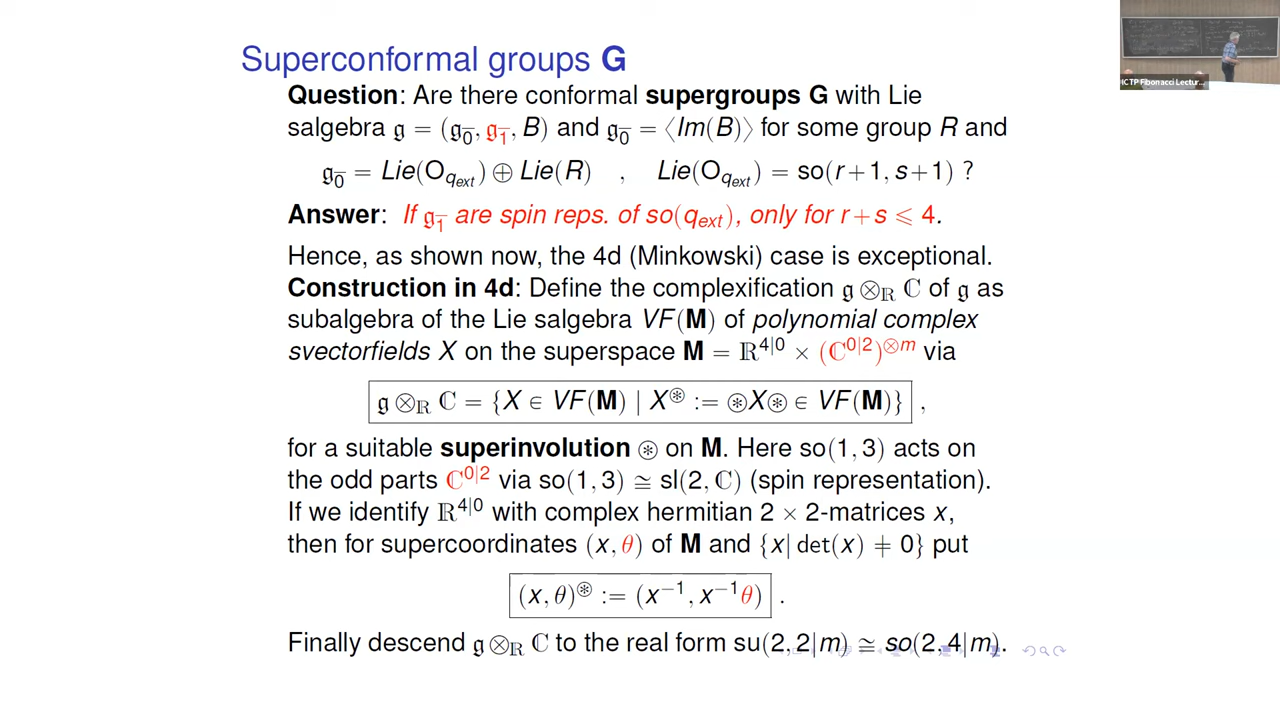 Superconformal groups G
Question: Are there conformal supergroups G with Lie
salgebra 𝔤 = (𝔤_0̄, 𝔤_1̄, B) and 𝔤_0̄ = ⟨Im(B)⟩ for some group R and
𝔤_0̄ = Lie(O_{q_ext}) ⊕ Lie(R) , Lie(O_{q_ext}) = so(r+1, s+1) ?
Answer: If 𝔤_1̄ are spin reps. of so(q_ext), only for r+s ⩽ 4.
Hence, as shown now, the 4d (Minkowski) case is exceptional.
Construction in 4d: Define the complexification 𝔤 ⊗_ℝ ℂ of 𝔤 as
subalgebra of the Lie salgebra VF(M) of polynomial complex
svectorfields X on the superspace M = ℝ^{4|0} × (ℂ^{0|2})^{⊗m} via
𝔤 ⊗_ℝ ℂ = {X ∈ VF(M) | X^⊛ := ⊛X⊛ ∈ VF(M)} ,
for a suitable superinvolution ⊛ on M. Here so(1, 3) acts on
the odd parts ℂ^{0|2} via so(1, 3) ≅ sl(2, ℂ) (spin representation).
If we identify ℝ^{4|0} with complex hermitian 2 × 2-matrices x,
then for supercoordinates (x, θ) of M and {x| det(x) ≠ 0} put
(x, θ)^⊛ := (x^{−1}, x^{−1}θ) .
Finally descend 𝔤 ⊗_ℝ ℂ to the real form su(2, 2|m) ≅ so(2, 4|m).
ICTP Fibonacci Lectur...